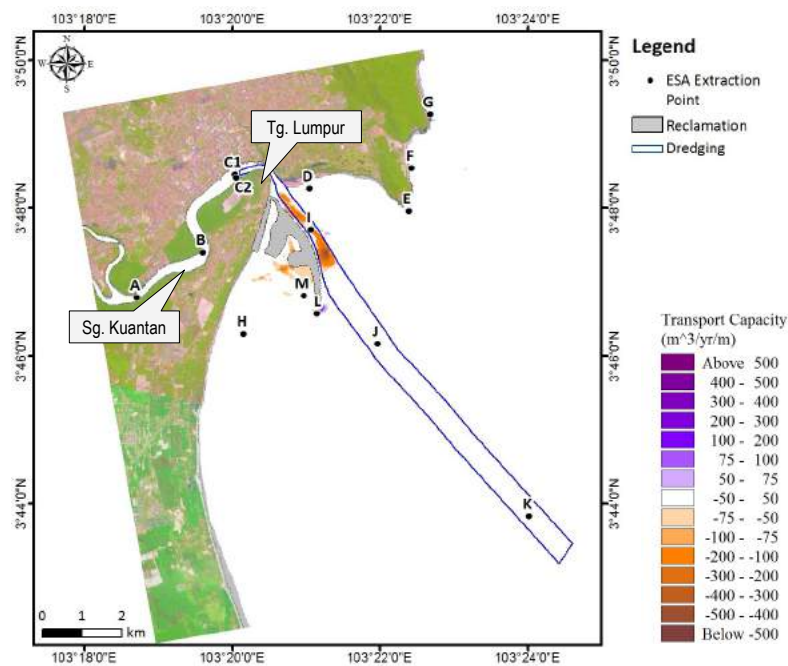 103°18'0"E 103°20'0"E 103°22'0"E 103°24'0"E
3°50'0"N
3°48'0"N
3°46'0"N
3°44'0"N
N
W E
S
Legend
ESA Extraction
Point
Reclamation
Dredging
G
Tg. Lumpur
F
C1
C2
D
E
I
B
A
M
L
Sg. Kuantan
H
J
K
Transport Capacity
(m^3/yr/m)
Above 500
400 - 500
300 - 400
200 - 300
100 - 200
75 - 100
50 - 75
-50 - 50
-75 - -50
-100 - -75
-200 - -100
-300 - -200
-400 - -300
-500 - -400
Below -500
0 1 2
km
3°50'0"N
3°48'0"N
3°46'0"N
3°44'0"N
103°18'0"E 103°20'0"E 103°22'0"E 103°24'0"E